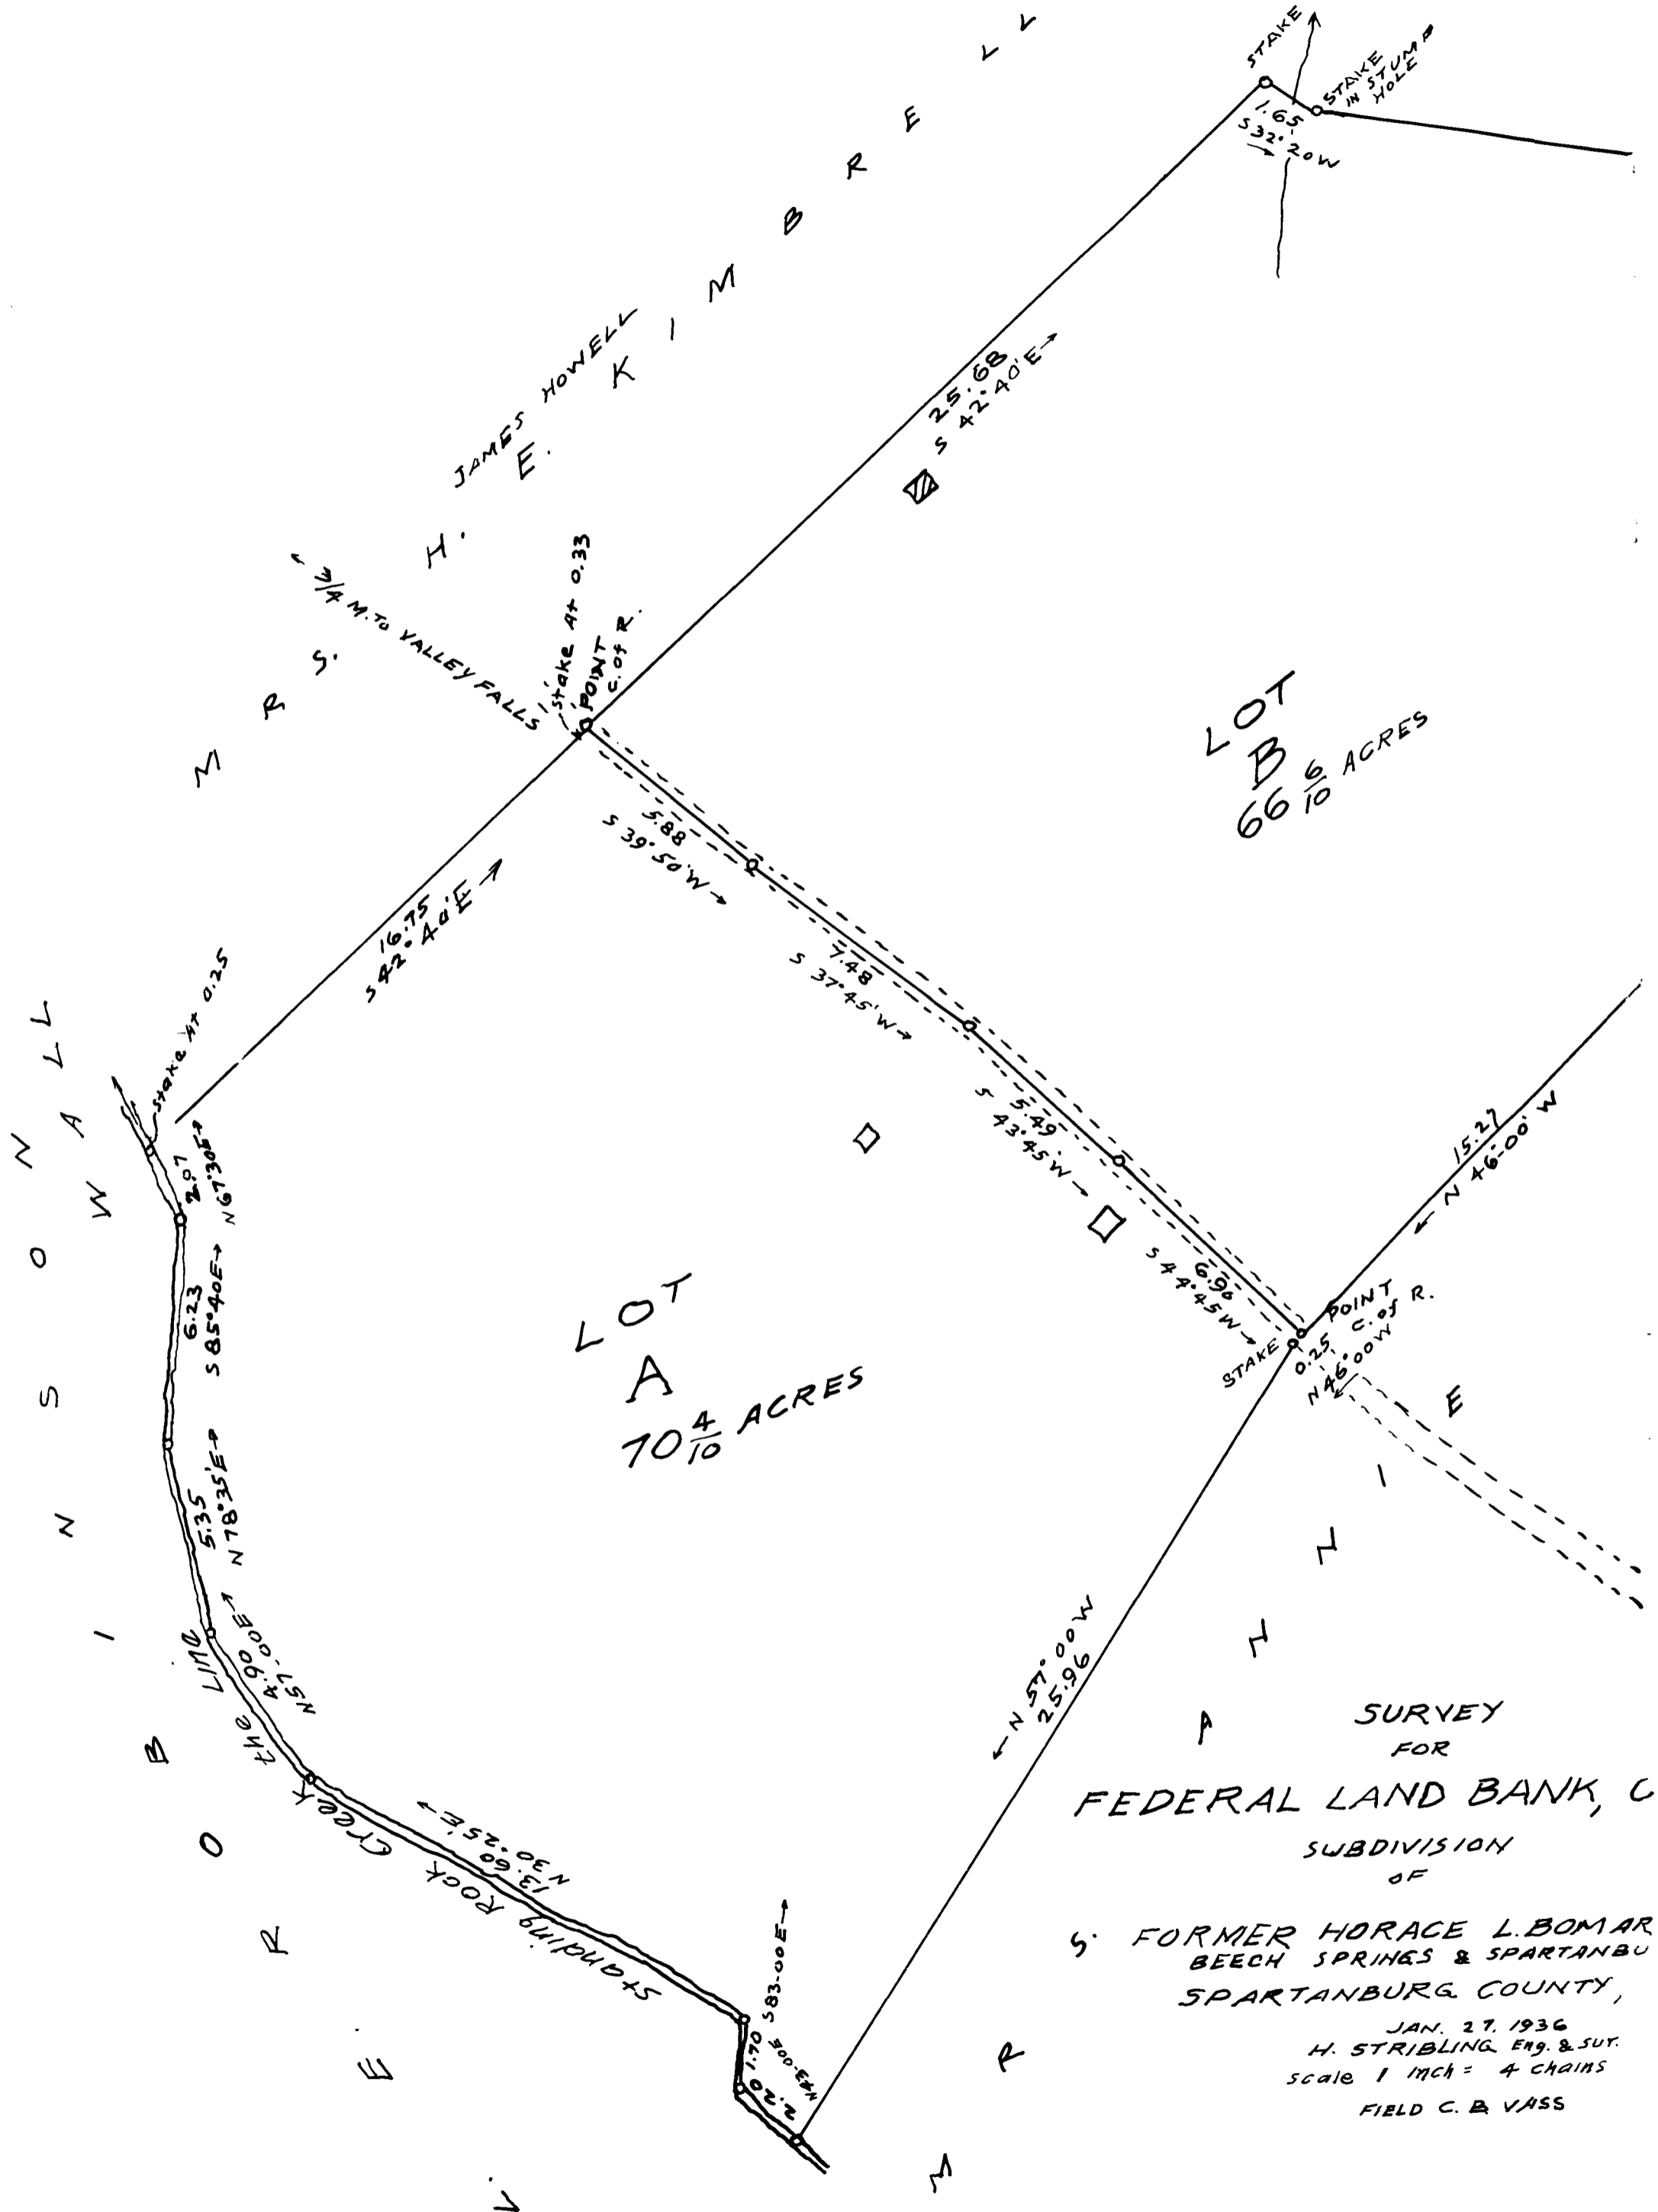 STAKE
STAKE
IN STUMP
HOLE
1.65
S 32° 20 W
MRS. H. E. KIMBRELL
JAMES HOWELL
25.68
S 42° 40' E
3/4 M. To VALLEY FALLS
Stake At 0.33
POINT
C. of R.
LOT
B
66 6/10 ACRES
5.88
S 39° 50' W
16.75
S 42° 40' E
7.48
S 37° 45' W
Stake At 0.25
5.49
S 43° 45' W
15.27
N 46-00' W
2.07
N 67° 30 E
6.96
S 44° 45 W
POINT
C. of R.
STAKE
0.25
N 46° 00 W
6.23
S 85° 40 E
LOT
A
70 4/10 ACRES
5.35
N 78° 35' E
4.90
N 57-00 E
Standing Rock Creek the Line
13.60
N 30° 25' E
N 57° 00 W
25.96
1.70
S 83-00 E
2.20
N 43-00 E
WALL
ROBINSON
SURVEY
FOR
FEDERAL LAND BANK, C
SUBDIVISION
OF
FORMER HORACE L. BOMAR
BEECH SPRINGS & SPARTANBU
SPARTANBURG COUNTY,
JAN. 27, 1936
H. STRIBLING Eng. & Sur.
Scale 1 inch = 4 chains
FIELD C. B VASS